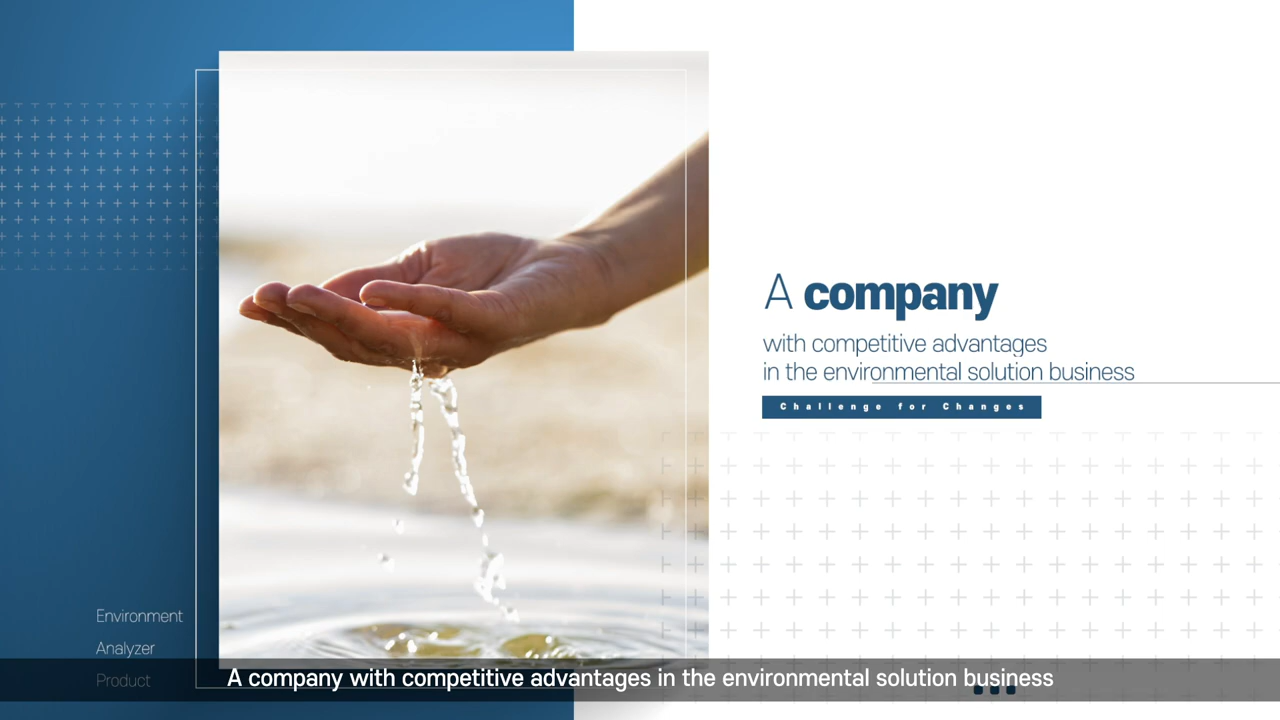 A company
with competitive advantages
in the environmental solution business
Challenge for Changes
Environment
Analyzer
Product
A company with competitive advantages in the environmental solution business